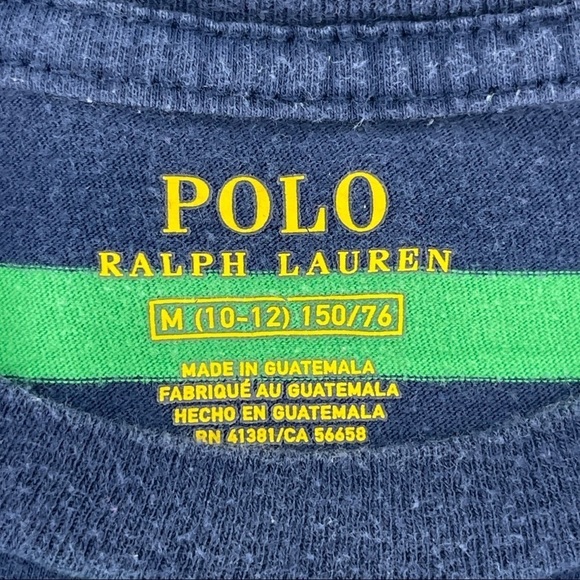 POLO
RALPH LAUREN
M (10-12) 150/76
MADE IN GUATEMALA
FABRIQUÉ AU GUATEMALA
HECHO EN GUATEMALA
RN 41381/CA 56658